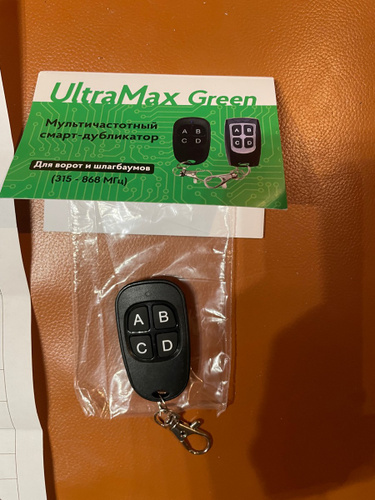 UltraMax Green
Мультичастотный
смарт-дубликатор
Для ворот и шлагбаумов
(315 - 868 МГц)
A B
C D
A B
C D
A B
C D